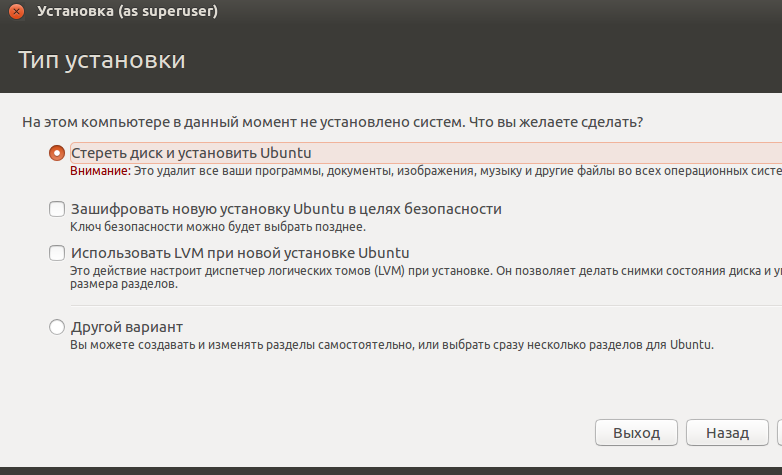 Установка (as superuser)
Тип установки
На этом компьютере в данный момент не установлено систем. Что вы желаете сделать?
Стереть диск и установить Ubuntu
Внимание: Это удалит все ваши программы, документы, изображения, музыку и другие файлы во всех операционных
Зашифровать новую установку Ubuntu в целях безопасности
Ключ безопасности можно будет выбрать позднее.
Использовать LVM при новой установке Ubuntu
Это действие настроит диспетчер логических томов (LVM) при установке. Он позволяет делать снимки состояния диска и
размера разделов.
Другой вариант
Вы можете создавать и изменять разделы самостоятельно, или выбрать сразу несколько разделов для Ubuntu.
Выход
Назад